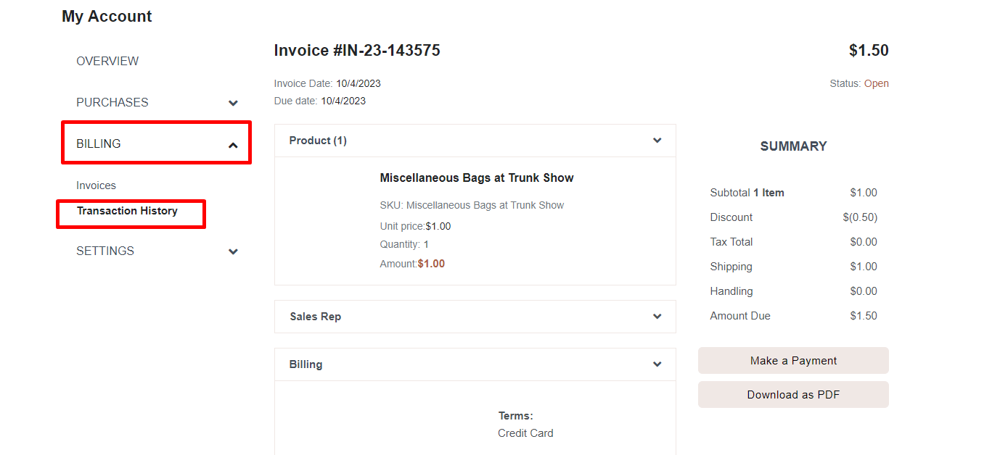 My Account
OVERVIEW
PURCHASES
BILLING
Invoices
Transaction History
SETTINGS
Invoice #IN-23-143575
$1.50
Invoice Date: 10/4/2023
Status: Open
Due date: 10/4/2023
Product (1)
Miscellaneous Bags at Trunk Show
SKU: Miscellaneous Bags at Trunk Show
Unit price:$1.00
Quantity: 1
Amount:$1.00
Sales Rep
Billing
Terms:
Credit Card
SUMMARY
Subtotal 1 Item $1.00
Discount $(0.50)
Tax Total $0.00
Shipping $1.00
Handling $0.00
Amount Due $1.50
Make a Payment
Download as PDF